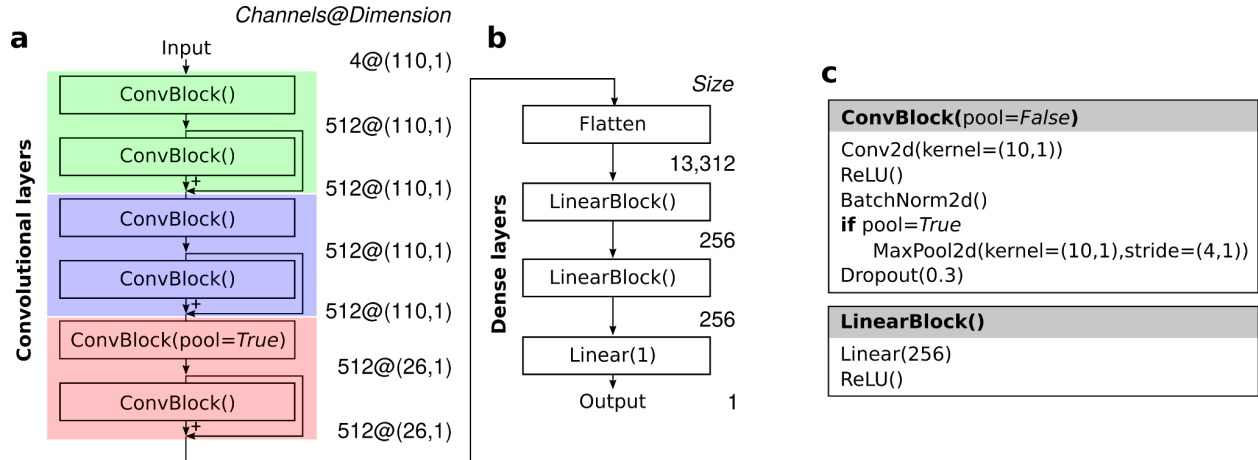 a
Channels@Dimension
Input
4@(110,1)
ConvBlock()
512@(110,1)
ConvBlock()
+
512@(110,1)
ConvBlock()
512@(110,1)
ConvBlock()
+
512@(110,1)
ConvBlock(pool=True)
512@(26,1)
ConvBlock()
+
512@(26,1)
Convolutional layers
b
Size
Flatten
13,312
LinearBlock()
256
LinearBlock()
256
Linear(1)
Output
1
Dense layers
c
ConvBlock(pool=False)
Conv2d(kernel=(10,1))
ReLU()
BatchNorm2d()
if pool=True
MaxPool2d(kernel=(10,1),stride=(4,1))
Dropout(0.3)
LinearBlock()
Linear(256)
ReLU()